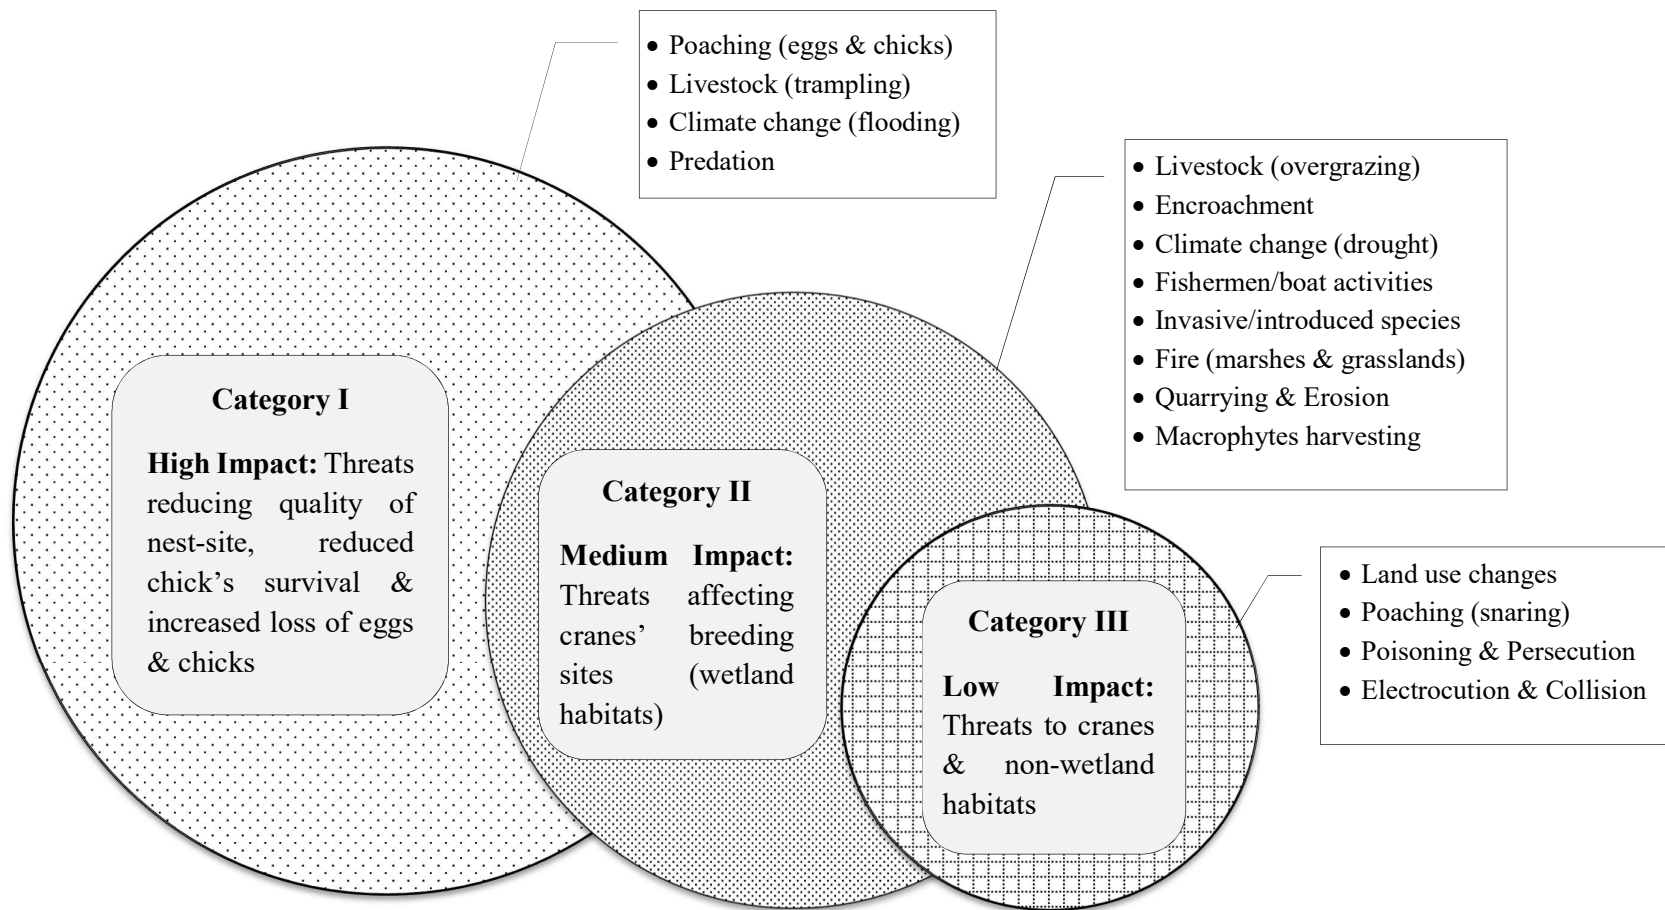 • Poaching (eggs & chicks)
• Livestock (trampling)
• Climate change (flooding)
• Predation
• Livestock (overgrazing)
• Encroachment
• Climate change (drought)
• Fishermen/boat activities
• Invasive/introduced species
• Fire (marshes & grasslands)
• Quarrying & Erosion
• Macrophytes harvesting
Category I
High Impact: Threats
reducing quality of
nest-site, reduced
chick’s survival &
increased loss of eggs
& chicks
Category II
Medium Impact:
Threats affecting
cranes’ breeding
sites (wetland
habitats)
Category III
Low Impact:
Threats to cranes
& non-wetland
habitats
• Land use changes
• Poaching (snaring)
• Poisoning & Persecution
• Electrocution & Collision